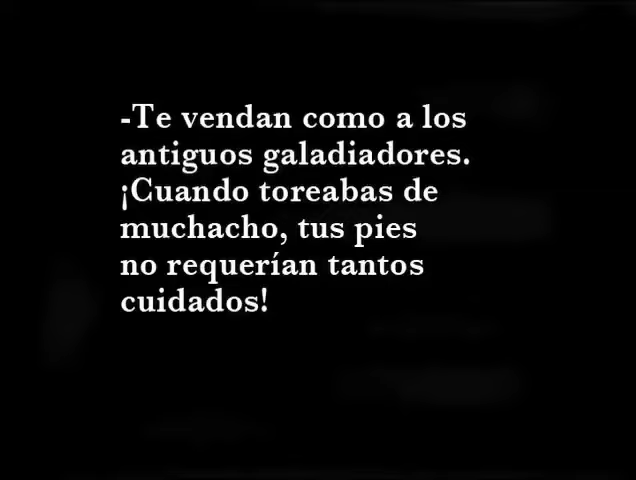 -Te vendan como a los
antiguos galadiadores.
¡Cuando toreabas de
muchacho, tus pies
no requerían tantos
cuidados!